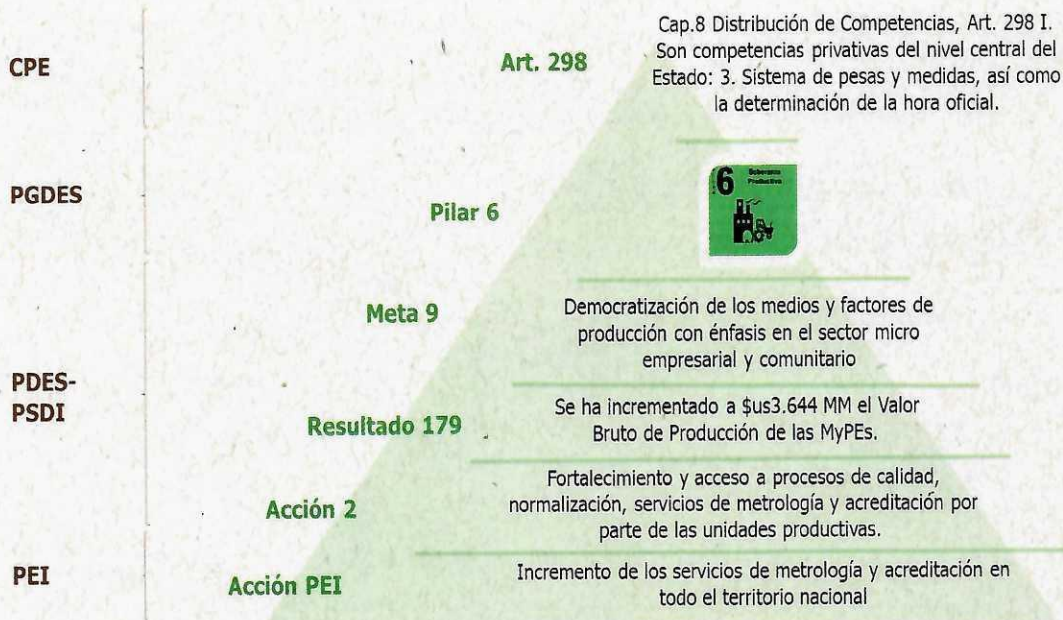 CPE
Art. 298
Cap.8 Distribución de Competencias, Art. 298 I.
Son competencias privativas del nivel central del
Estado: 3. Sistema de pesas y medidas, así como
la determinación de la hora oficial.
PGDES
Pilar 6
6
Soberanía
Productiva
Meta 9
Democratización de los medios y factores de
producción con énfasis en el sector micro
empresarial y comunitario
PDES-
PSDI
Resultado 179
Se ha incrementado a $us3.644 MM el Valor
Bruto de Producción de las MyPEs.
Acción 2
Fortalecimiento y acceso a procesos de calidad,
normalización, servicios de metrología y acreditación por
parte de las unidades productivas.
PEI
Acción PEI
Incremento de los servicios de metrología y acreditación en
todo el territorio nacional